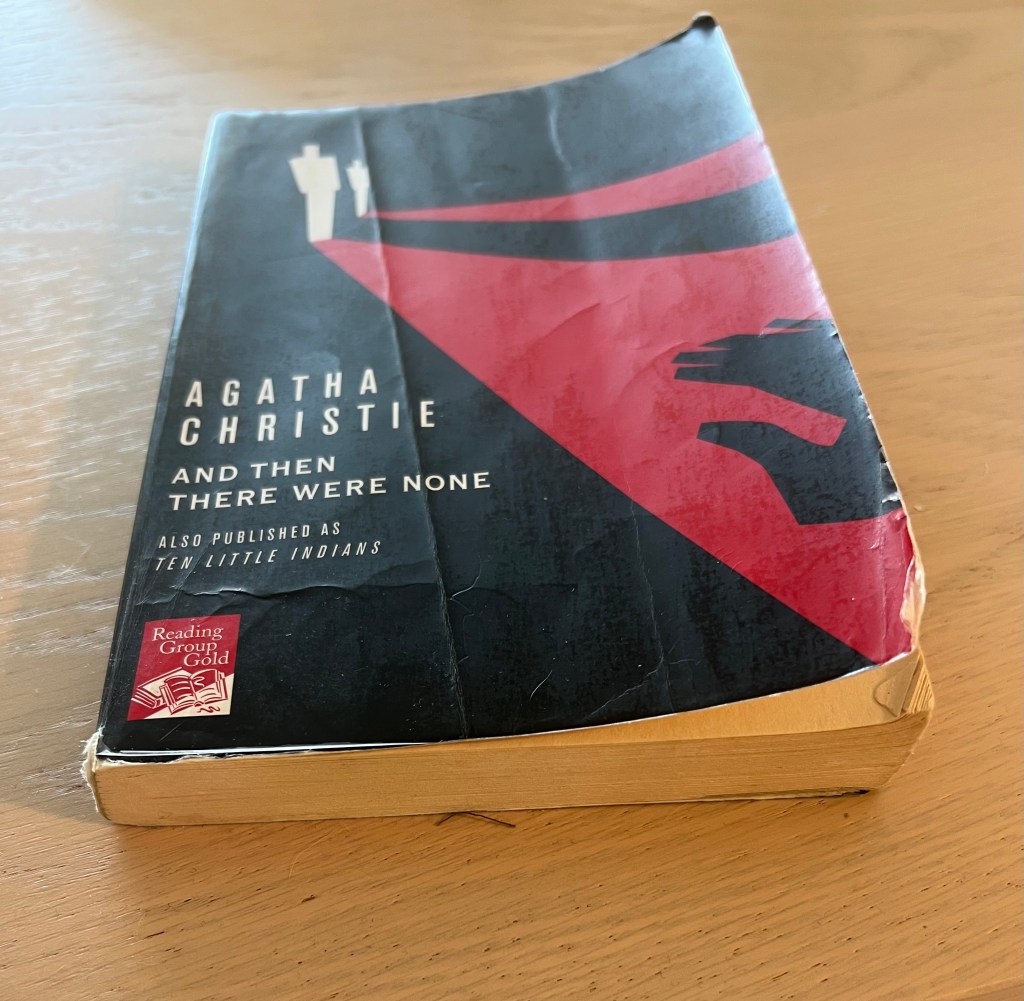 AGATHA
CHRISTIE
AND THEN
THERE WERE NONE
ALSO PUBLISHED AS
TEN LITTLE INDIANS
Reading
Group
Gold